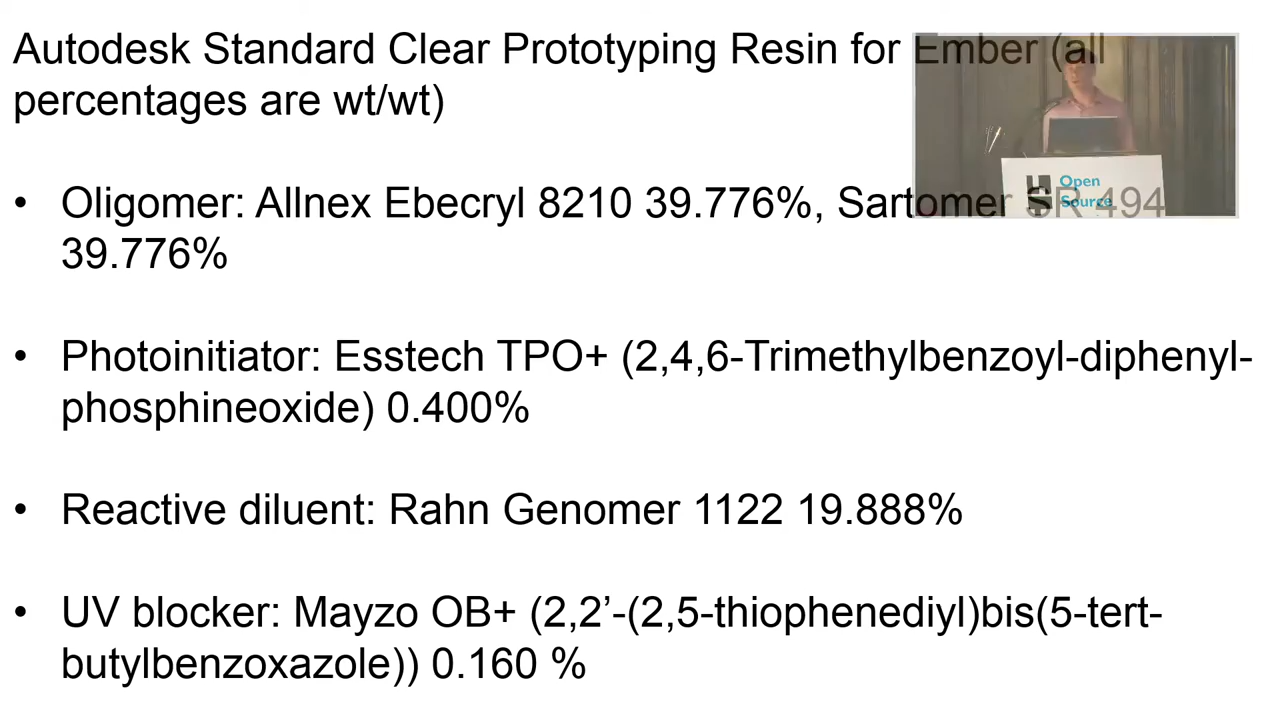 Autodesk Standard Clear Prototyping Resin for Ember (all
percentages are wt/wt)
• Oligomer: Allnex Ebecryl 8210 39.776%, Sartomer SR 494
39.776%
• Photoinitiator: Esstech TPO+ (2,4,6-Trimethylbenzoyl-diphenyl-
phosphineoxide) 0.400%
• Reactive diluent: Rahn Genomer 1122 19.888%
• UV blocker: Mayzo OB+ (2,2’-(2,5-thiophenediyl)bis(5-tert-
butylbenzoxazole)) 0.160 %
Open
Source